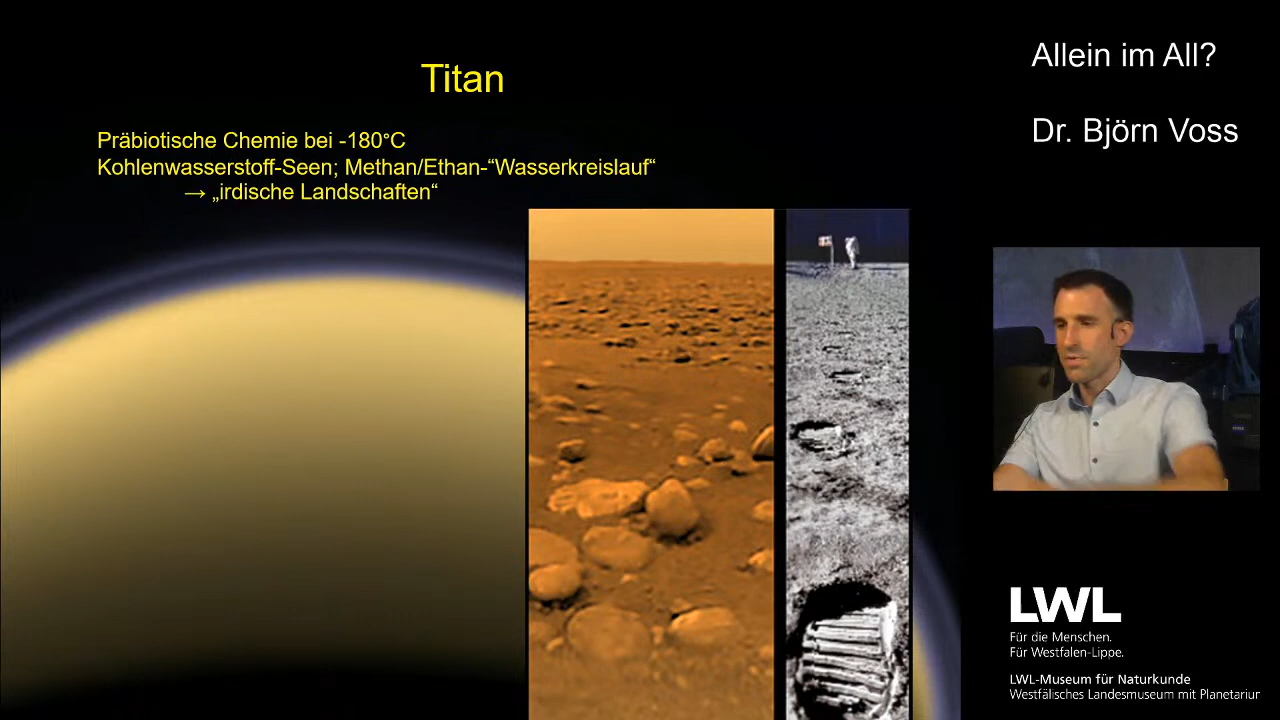 Titan
Präbiotische Chemie bei -180°C
Kohlenwasserstoff-Seen; Methan/Ethan-“Wasserkreislauf“
→ „irdische Landschaften“
Allein im All?
Dr. Björn Voss
LWL
Für die Menschen.
Für Westfalen-Lippe.
LWL-Museum für Naturkunde
Westfälisches Landesmuseum mit Planetariur